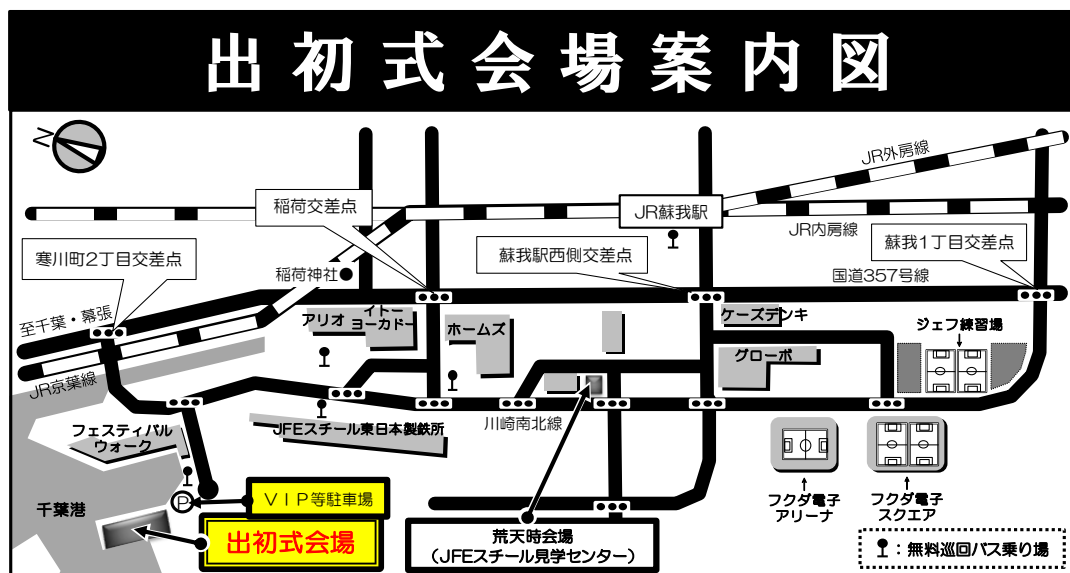 出初式会場案内図
N
JR外房線
稲荷交差点
JR蘇我駅
JR内房線
寒川町2丁目交差点
稲荷神社
蘇我駅西側交差点
蘇我1丁目交差点
国道357号線
至千葉・幕張
アリオ
イトー
ヨーカドー
ホームズ
ケーズデンキ
ジェフ練習場
グローボ
JR京葉線
川崎南北線
フェスティバル
ウォーク
JFEスチール東日本製鉄所
千葉港
P
VIP等駐車場
出初式会場
荒天時会場
(JFEスチール見学センター)
フクダ電子
アリーナ
フクダ電子
スクエア
：無料巡回バス乗り場